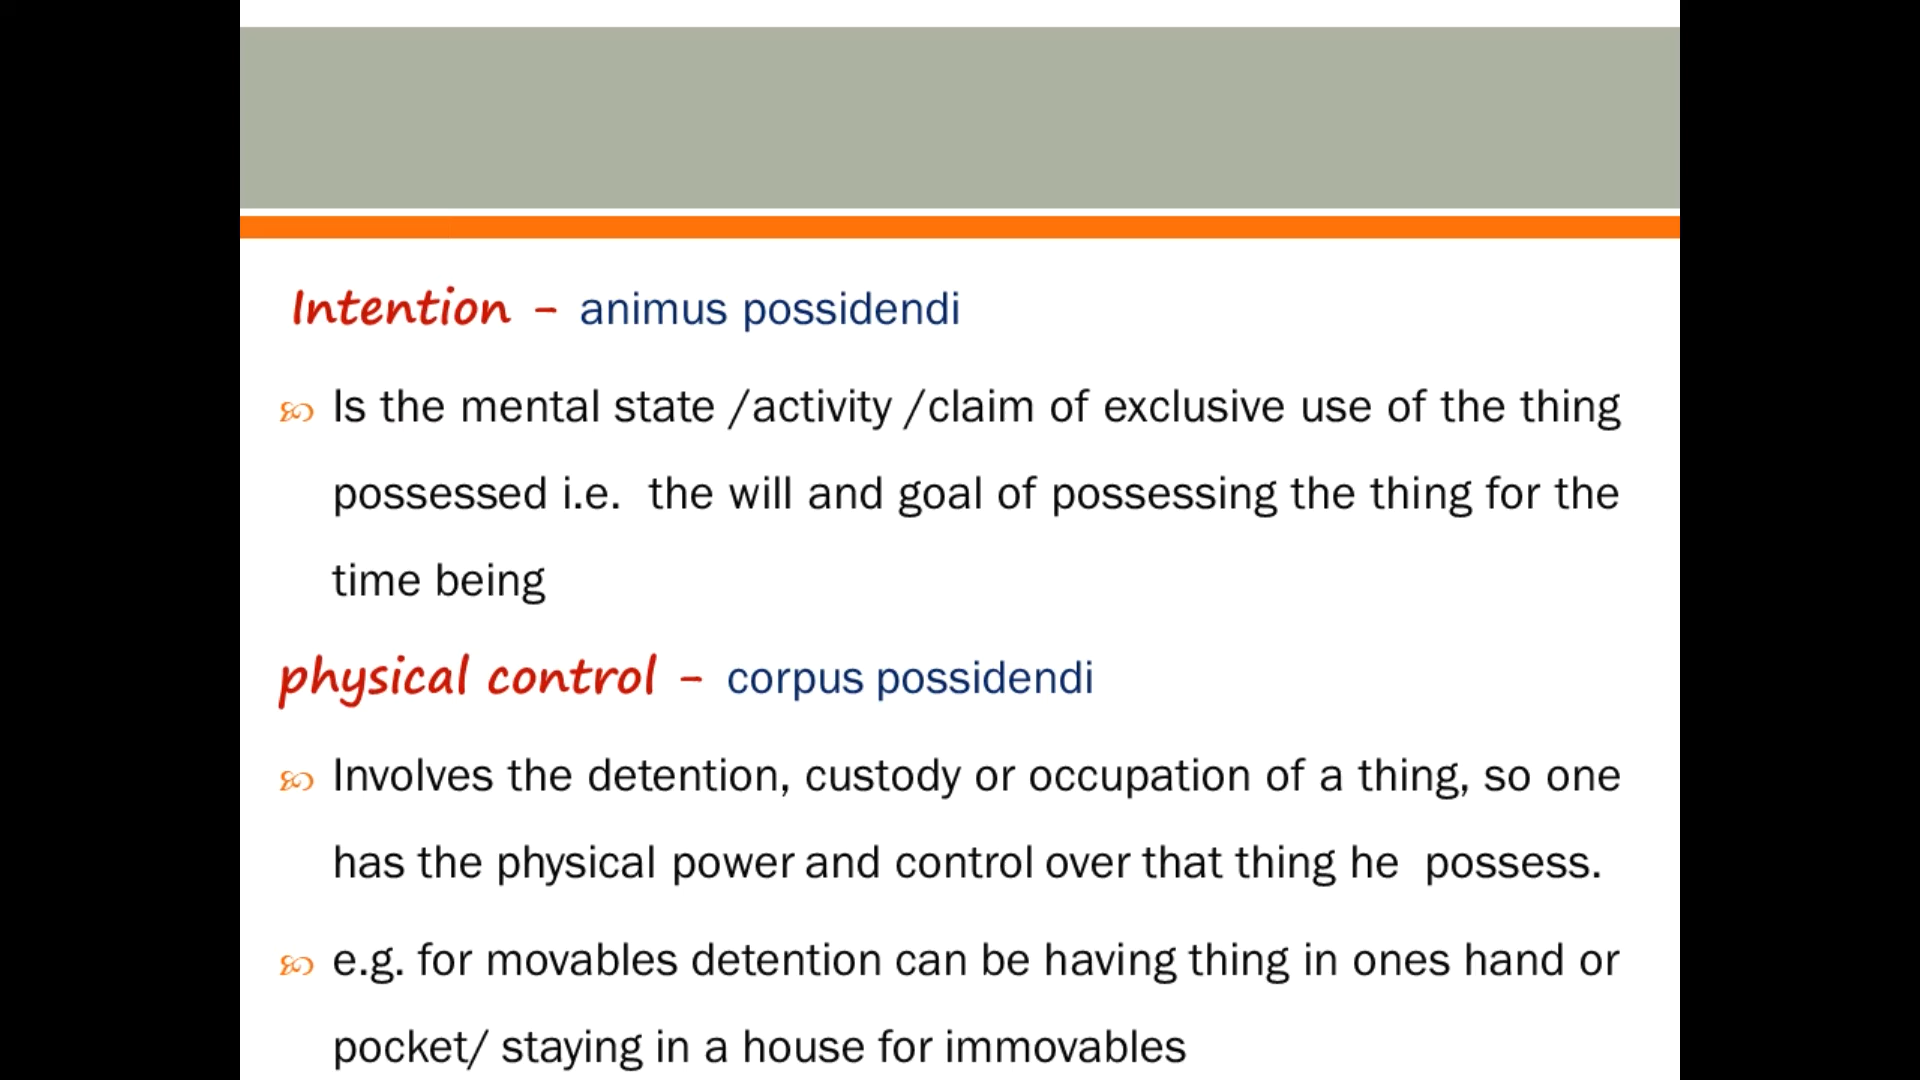 Intention – animus possidendi
Is the mental state /activity /claim of exclusive use of the thing
possessed i.e. the will and goal of possessing the thing for the
time being
physical control – corpus possidendi
Involves the detention, custody or occupation of a thing, so one
has the physical power and control over that thing he possess.
e.g. for movables detention can be having thing in ones hand or
pocket/ staying in a house for immovables